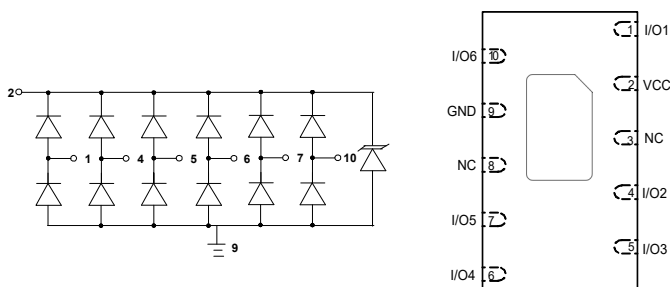 2
1 4 5 6 7 10
9
1 I/O1
I/O6 10
2 VCC
GND 9
3 NC
NC 8
4 I/O2
I/O5 7
5 I/O3
I/O4 6